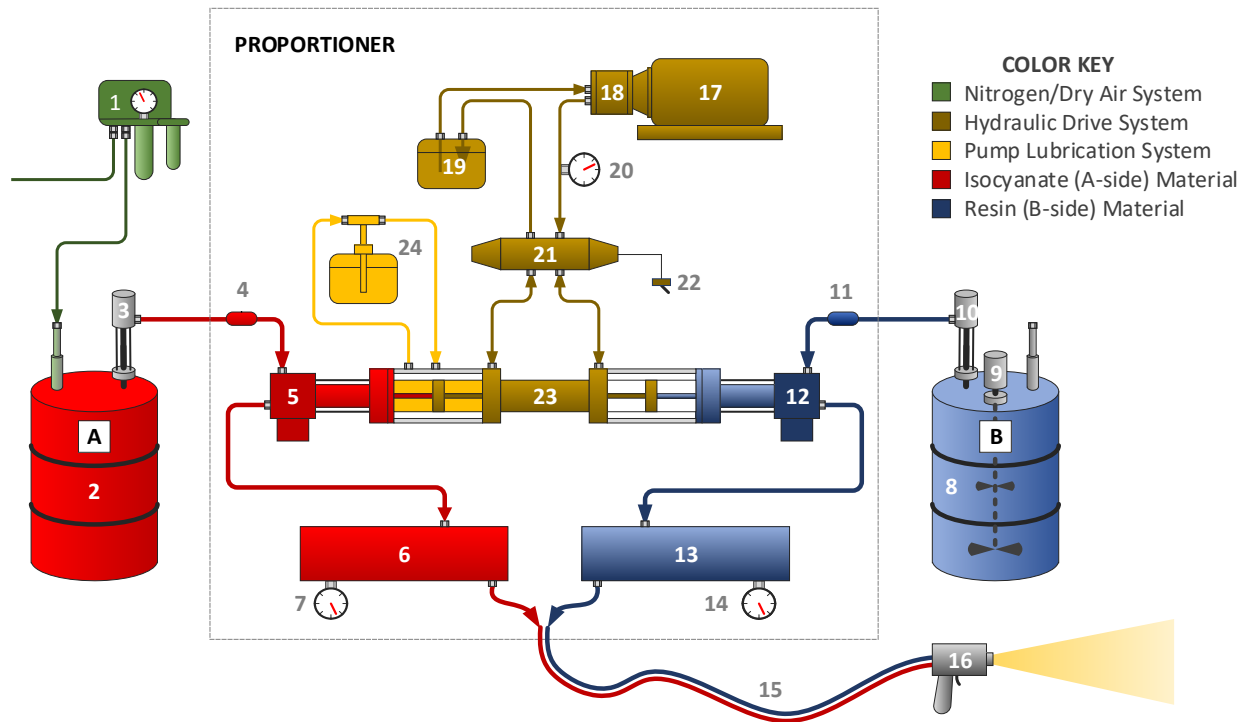 PROPORTIONER
COLOR KEY
Nitrogen/Dry Air System
Hydraulic Drive System
Pump Lubrication System
Isocyanate (A-side) Material
Resin (B-side) Material
1
18
17
19
20
24
21
22
4
3
11
10
9
5
23
12
A
B
2
8
6
13
7
14
15
16